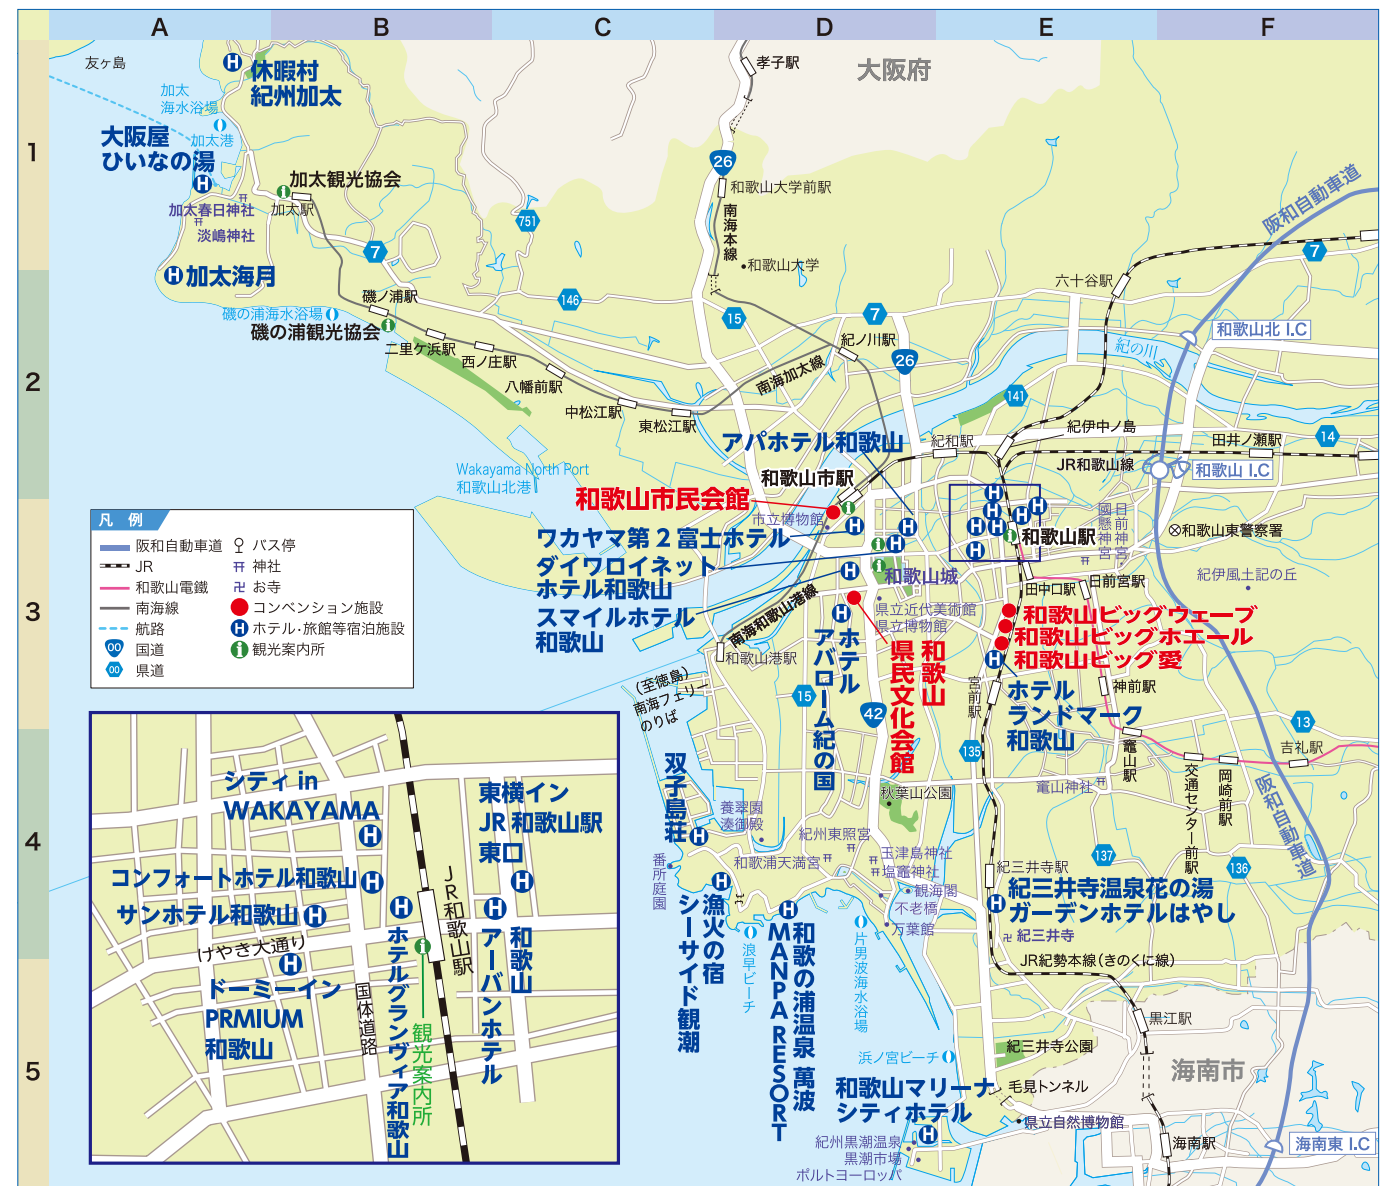 A
B
C
D
E
F
1
2
3
4
5
友ヶ島
休暇村
紀州加太
加太
海水浴場
加太港
大阪屋
ひいなの湯
加太観光協会
加太駅
加太春日神社
淡嶋神社
加太海月
磯ノ浦駅
磯の浦海水浴場
磯の浦観光協会
二里ケ浜駅
西ノ庄駅
八幡前駅
中松江駅
東松江駅
7
751
146
孝子駅
大阪府
26
和歌山大学前駅
南海本線
和歌山大学
15
7
紀ノ川駅
26
南海加太線
阪和自動車道
7
六十谷駅
和歌山北 I.C
紀の川
141
紀伊中ノ島
田井ノ瀬駅
14
JR和歌山線
和歌山 I.C
アパホテル和歌山
紀和駅
和歌山市駅
Wakayama North Port
和歌山北港
和歌山市民会館
市立博物館
ワカヤマ第2富士ホテル
ダイワロイネット
ホテル和歌山
スマイルホテル
和歌山
和歌山城
県立近代美術館
県立博物館
和歌山駅
國懸神宮
日前神宮
和歌山東警察署
紀伊風土記の丘
田中口駅
日前宮駅
和歌山ビッグウェーブ
和歌山ビッグホエール
和歌山ビッグ愛
ホテル
ランドマーク
和歌山
宮前駅
神前駅
南海和歌山港線
和歌山港駅
(至徳島)
南海フェリー
のりば
ホテル
アバローム紀の国
和歌山
県民文化会館
15
42
135
13
吉礼駅
竈山駅
交通センター前駅
岡崎前駅
竈山神社
阪和自動車道
凡 例
阪和自動車道
JR
和歌山電鐵
南海線
航路
00
国道
00
県道
バス停
神社
お寺
コンベンション施設
ホテル・旅館等宿泊施設
観光案内所
シティ in
WAKAYAMA
東横イン
JR 和歌山駅
東口
コンフォートホテル和歌山
サンホテル和歌山
けやき大通り
ドーミーイン
PRMIUM
和歌山
国体道路
JR和歌山駅
ホテルグランヴィア和歌山
観光案内所
和歌山
アーバンホテル
双子島荘
養翠園
湊御殿
番所庭園
秋葉山公園
紀州東照宮
和歌浦天満宮
玉津島神社
塩竈神社
観海閣
不老橋
万葉館
漁火の宿
シーサイド観潮
浪早ビーチ
和歌の浦温泉 萬波
MANPA RESORT
片男波海水浴場
紀三井寺駅
137
136
紀三井寺温泉花の湯
ガーデンホテルはやし
紀三井寺
JR紀勢本線(きのくに線)
黒江駅
紀三井寺公園
海南市
浜ノ宮ビーチ
毛見トンネル
和歌山マリーナ
シティホテル
県立自然博物館
紀州黒潮温泉
黒潮市場
ポルトヨーロッパ
海南駅
海南東 I.C